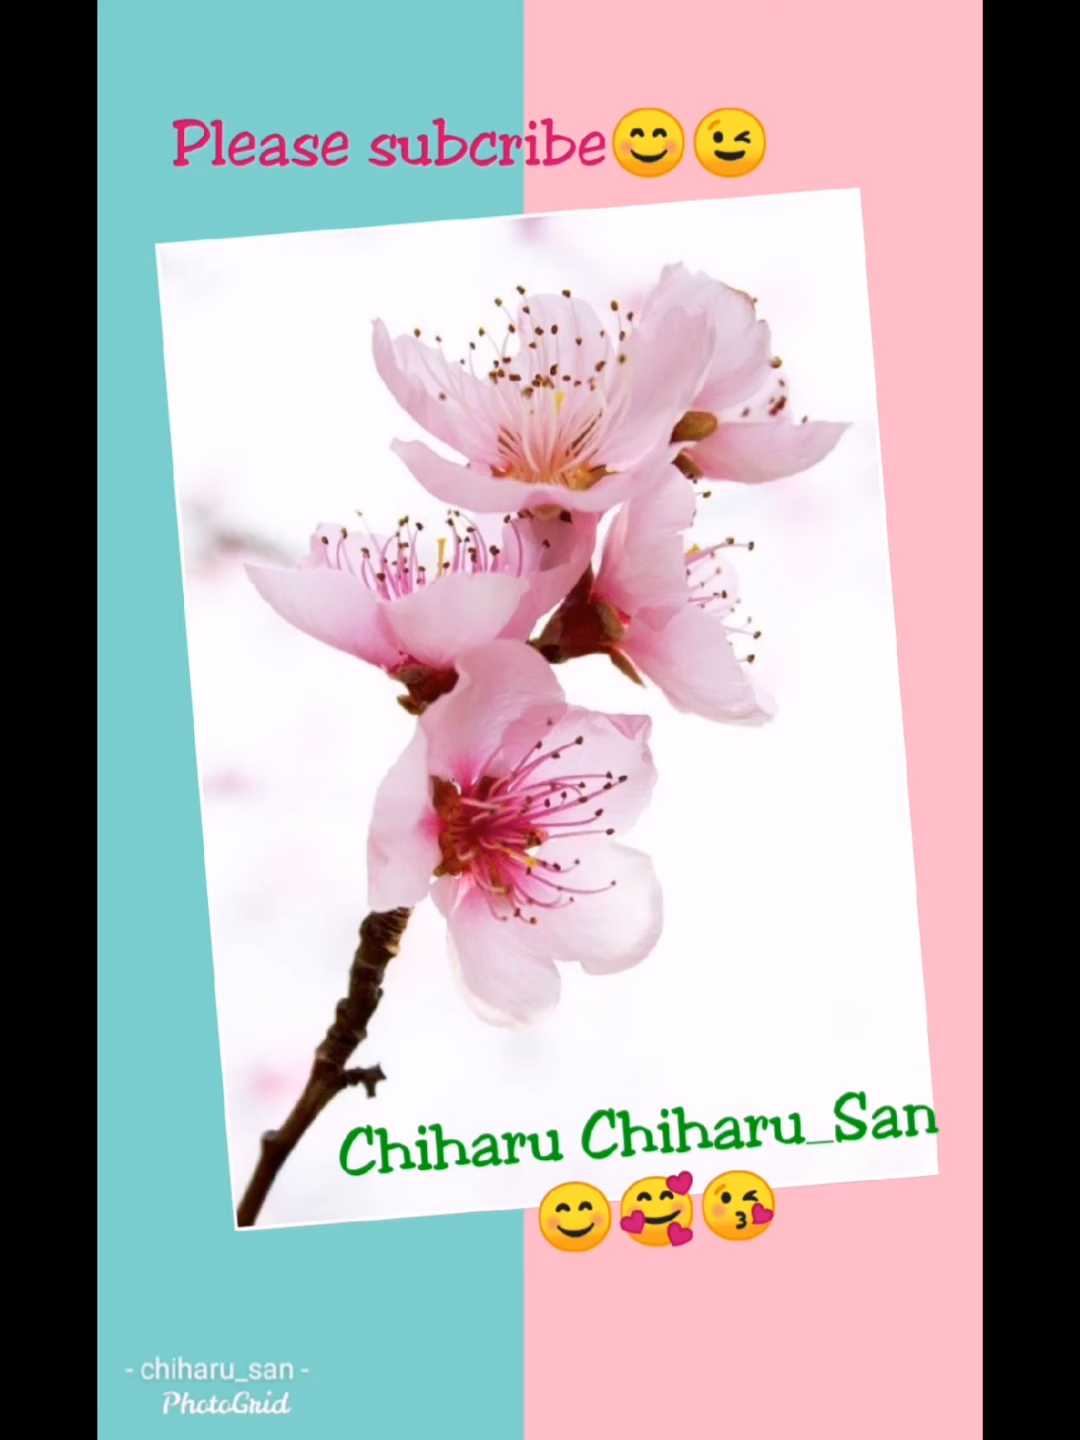 Please subcribe😊😉
Chiharu Chiharu_San
😊🥰😘
- chiharu_san -
PhotoGrid